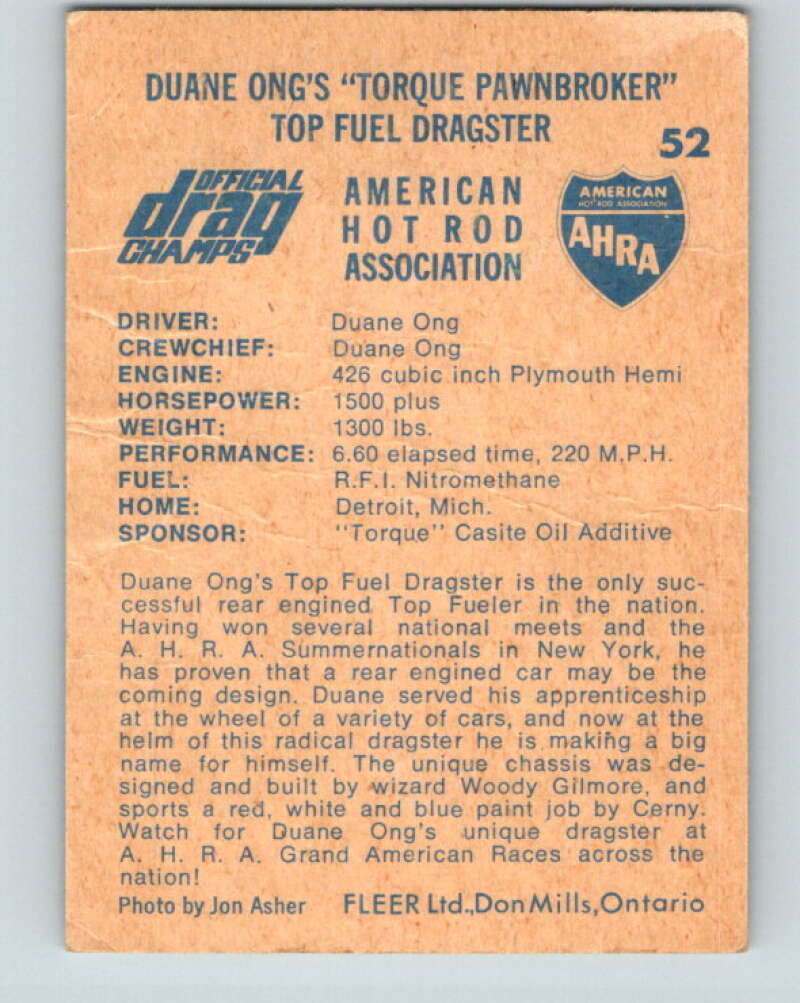 DUANE ONG'S "TORQUE PAWNBROKER"
TOP FUEL DRAGSTER
52
OFFICIAL
drag
CHAMPS
AMERICAN
HOT ROD
ASSOCIATION
AMERICAN
HOT ROD ASSOCIATION
AHRA
DRIVER: Duane Ong
CREWCHIEF: Duane Ong
ENGINE: 426 cubic inch Plymouth Hemi
HORSEPOWER: 1500 plus
WEIGHT: 1300 lbs.
PERFORMANCE: 6.60 elapsed time, 220 M.P.H.
FUEL: R.F.I. Nitromethane
HOME: Detroit, Mich.
SPONSOR: "Torque" Casite Oil Additive
Duane Ong's Top Fuel Dragster is the only suc-
cessful rear engined Top Fueler in the nation.
Having won several national meets and the
A. H. R. A. Summernationals in New York, he
has proven that a rear engined car may be the
coming design. Duane served his apprenticeship
at the wheel of a variety of cars, and now at the
helm of this radical dragster he is making a big
name for himself. The unique chassis was de-
signed and built by wizard Woody Gilmore, and
sports a red, white and blue paint job by Cerny.
Watch for Duane Ong's unique dragster at
A. H. R. A. Grand American Races across the
nation!
Photo by Jon Asher FLEER Ltd., Don Mills, Ontario